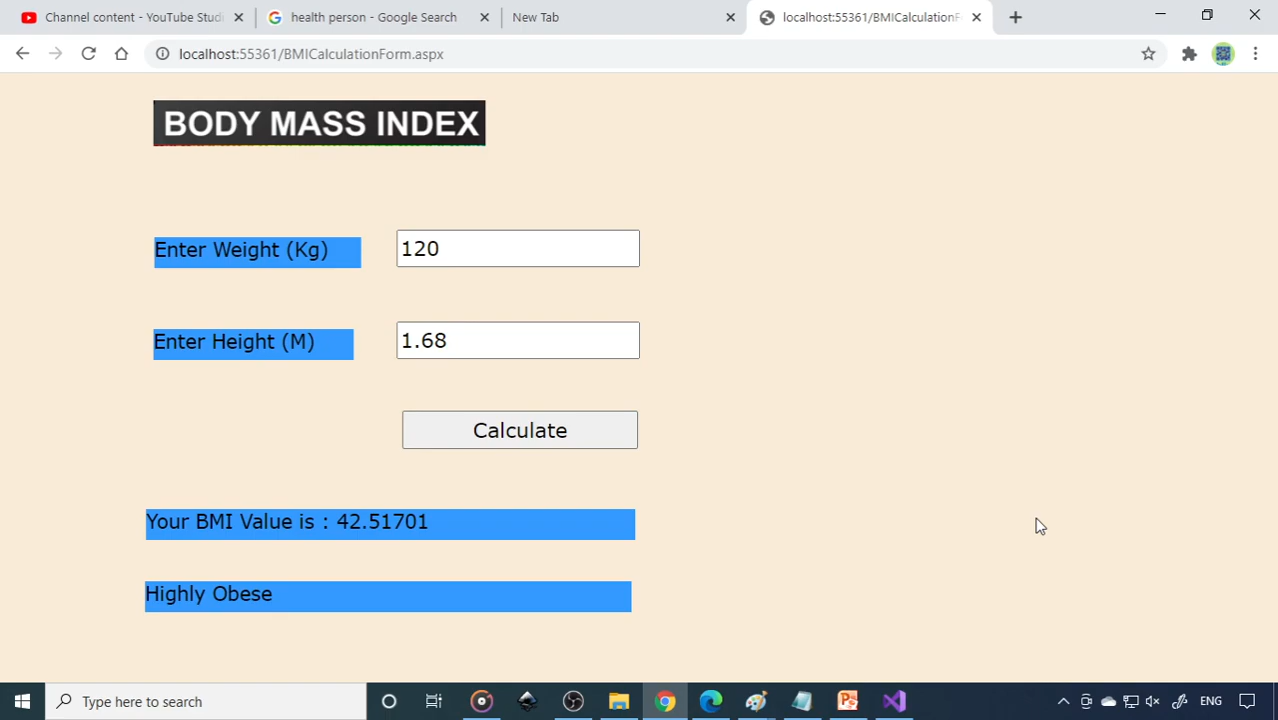 Channel content - YouTube Studi
health person - Google Search
New Tab
localhost:55361/BMICalculationF
localhost:55361/BMICalculationForm.aspx
BODY MASS INDEX
Enter Weight (Kg)
120
Enter Height (M)
1.68
Calculate
Your BMI Value is : 42.51701
Highly Obese
Type here to search
ENG